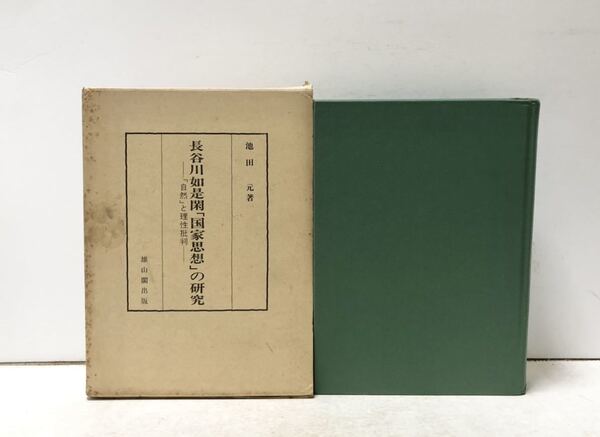 池田 元著
長谷川如是閑「国家思想」の研究
―「自然」と理性批判―
雄山閣出版